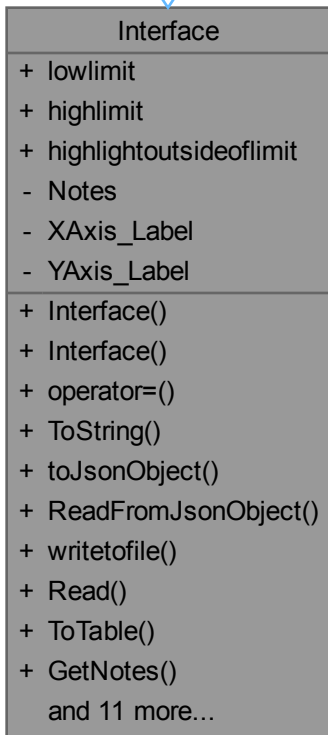 Interface
+ lowlimit
+ highlimit
+ highlightoutsideoflimit
- Notes
- XAxis_Label
- YAxis_Label
+ Interface()
+ Interface()
+ operator=()
+ ToString()
+ toJsonObject()
+ ReadFromJsonObject()
+ writetofile()
+ Read()
+ ToTable()
+ GetNotes()
and 11 more...